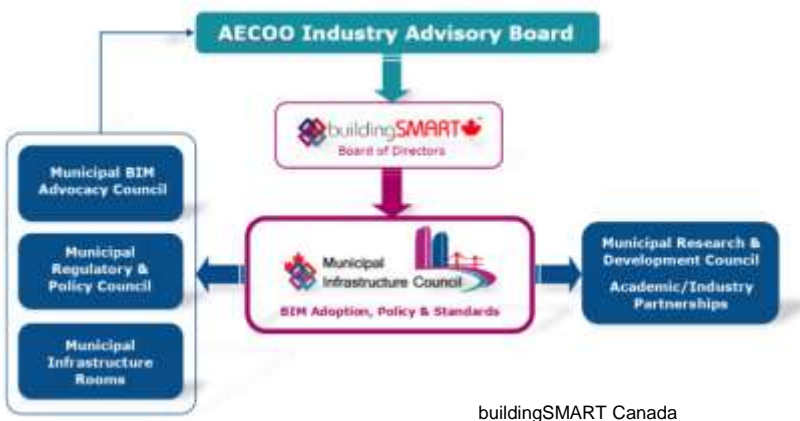 AECOO Industry Advisory Board
buildingSMART
Board of Directors
Municipal BIM
Advocacy Council
Municipal
Regulatory &
Policy Council
Municipal
Infrastructure
Rooms
Municipal
Infrastructure Council
BIM Adoption, Policy & Standards
Municipal Research &
Development Council
Academic/Industry
Partnerships
buildingSMART Canada